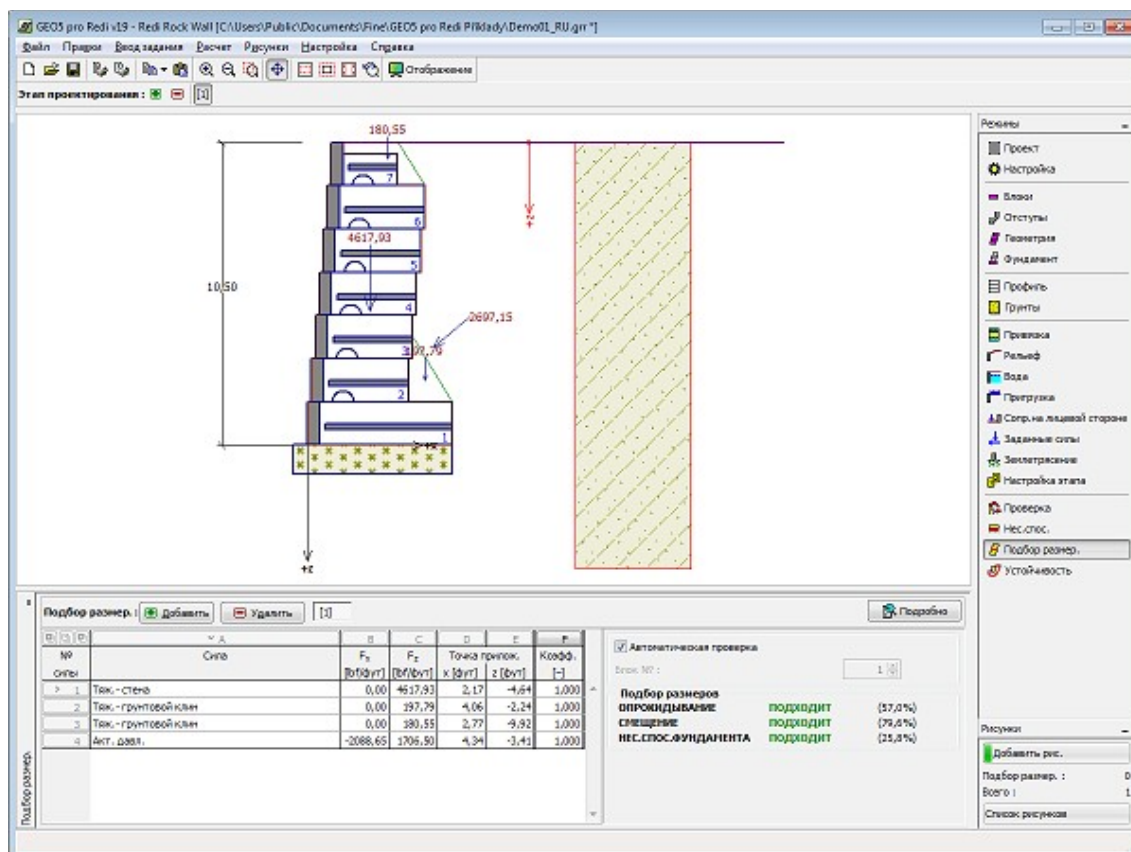 GEO5 pro Redi v19 - Redi Rock Wall [C:\Users\Public\Documents\Fine\GEO5 pro Redi Příklady\Demo01_RU.grr *]
Файл Правки Ввод задания Расчет Рисунки Настройка Справка
Отображение
Этап проектирования : [1]
180,55
7
6
4617,93
5
10,50
4
2697,15
3
197,79
2
1
+x
+z
+z
Режимы
Проект
Настройка
Блоки
Отступы
Геометрия
Фундамент
Профиль
Грунты
Привязка
Рельеф
Вода
Пригрузка
Сопр.на лицевой стороне
Заданные силы
Землетрясение
Настройка этапа
Проверка
Нес.спос.
Подбор размер.
Устойчивость
Подбор размер. : Добавить Удалить [1] Подробно
A B C D E F
№ Сила Fx Fz Точка прилож. Коэфф.
силы [lbf/фут] [lbf/фут] x [фут] z [фут] [-]
> 1 Тяж.- стена 0,00 4617,93 2,17 -4,64 1,000
2 Тяж.- грунтовой клин 0,00 197,79 4,06 -2,24 1,000
3 Тяж.- грунтовой клин 0,00 180,55 2,77 -9,92 1,000
4 Акт. давл. -2088,65 1706,50 4,34 -3,41 1,000
Автоматическая проверка
Блок № : 1
Подбор размеров
ОПРОКИДЫВАНИЕ ПОДХОДИТ (57,0%)
СМЕЩЕНИЕ ПОДХОДИТ (79,6%)
НЕС.СПОС.ФУНДАМЕНТА ПОДХОДИТ (25,8%)
Подбор размер.
Рисунки
Добавить рис.
Подбор размер. : 0
Всего : 1
Список рисунков